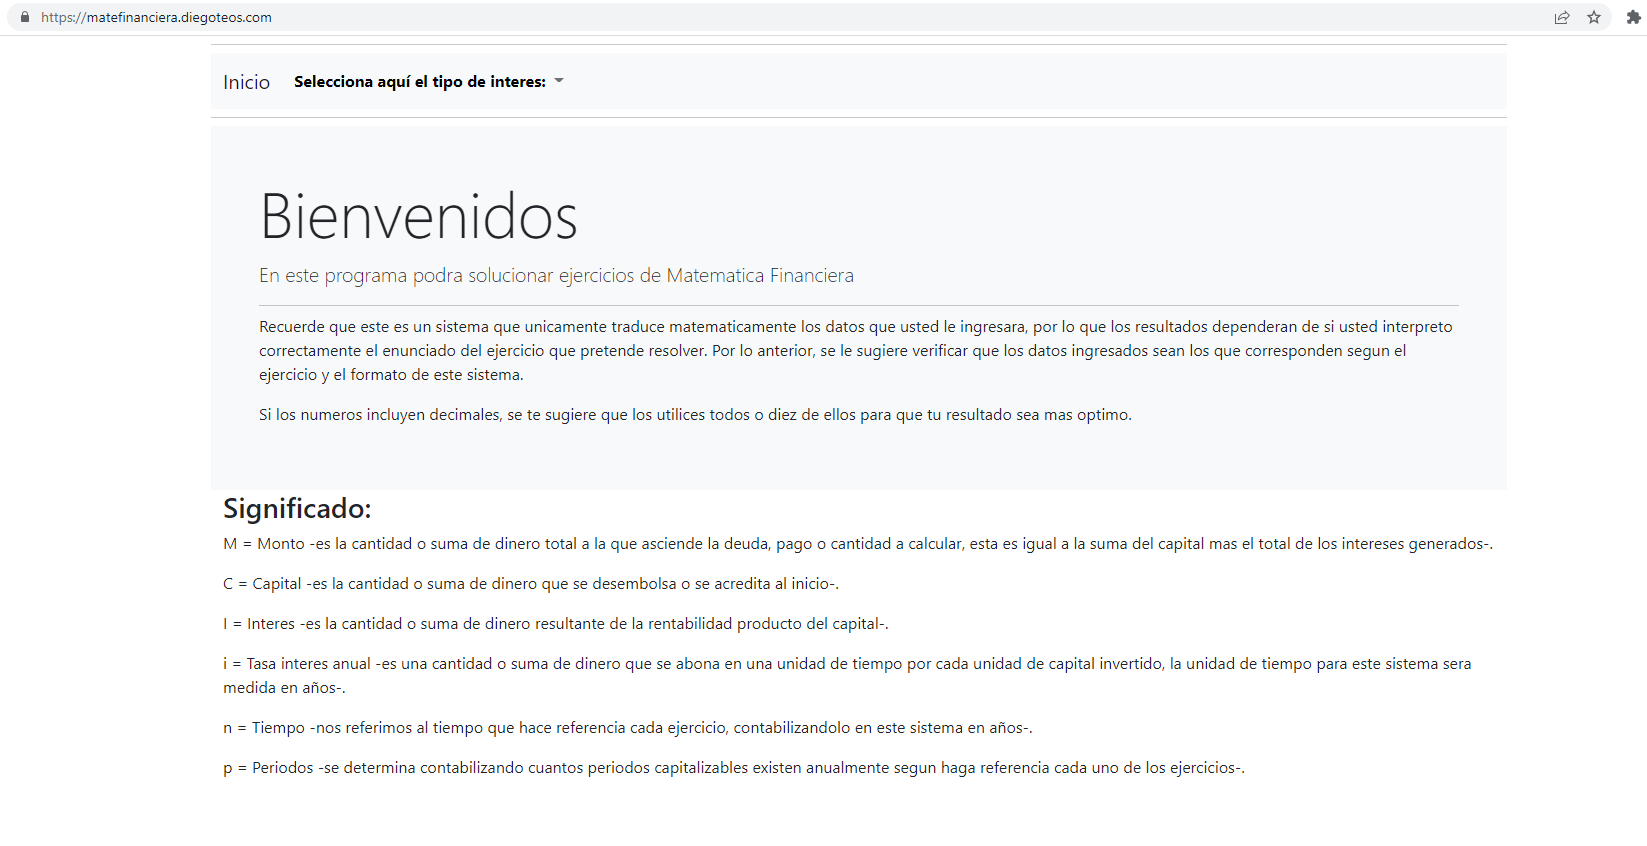 https://matefinanciera.diegoteos.com
Inicio Selecciona aquí el tipo de interes:
Bienvenidos
En este programa podra solucionar ejercicios de Matematica Financiera
Recuerde que este es un sistema que unicamente traduce matematicamente los datos que usted le ingresara, por lo que los resultados dependeran de si usted interpreto
correctamente el enunciado del ejercicio que pretende resolver. Por lo anterior, se le sugiere verificar que los datos ingresados sean los que corresponden segun el
ejercicio y el formato de este sistema.
Si los numeros incluyen decimales, se te sugiere que los utilices todos o diez de ellos para que tu resultado sea mas optimo.
Significado:
M = Monto -es la cantidad o suma de dinero total a la que asciende la deuda, pago o cantidad a calcular, esta es igual a la suma del capital mas el total de los intereses generados-.
C = Capital -es la cantidad o suma de dinero que se desembolsa o se acredita al inicio-.
I = Interes -es la cantidad o suma de dinero resultante de la rentabilidad producto del capital-.
i = Tasa interes anual -es una cantidad o suma de dinero que se abona en una unidad de tiempo por cada unidad de capital invertido, la unidad de tiempo para este sistema sera
medida en años-.
n = Tiempo -nos referimos al tiempo que hace referencia cada ejercicio, contabilizandolo en este sistema en años-.
p = Periodos -se determina contabilizando cuantos periodos capitalizables existen anualmente segun haga referencia cada uno de los ejercicios-.